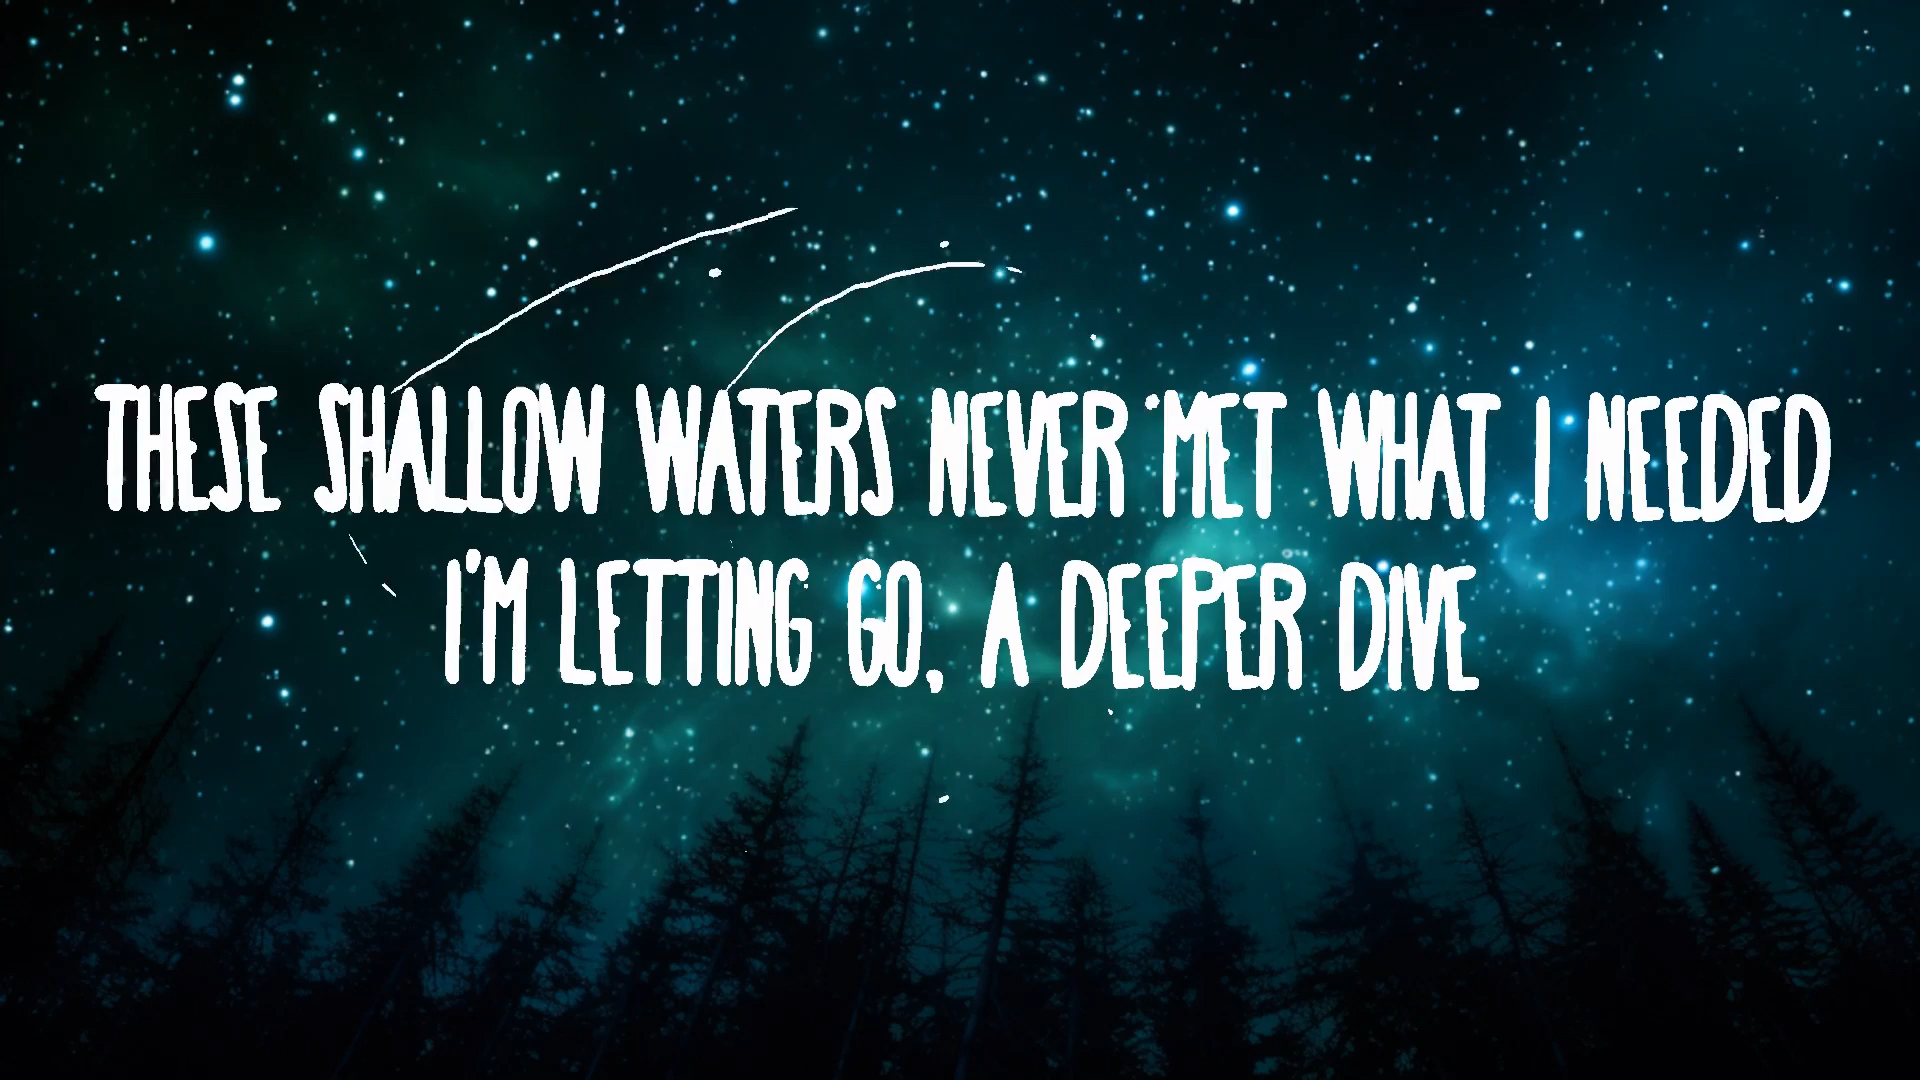 THESE SHALLOW WATERS NEVER MET WHAT I NEEDED
I'M LETTING GO, A DEEPER DIVE